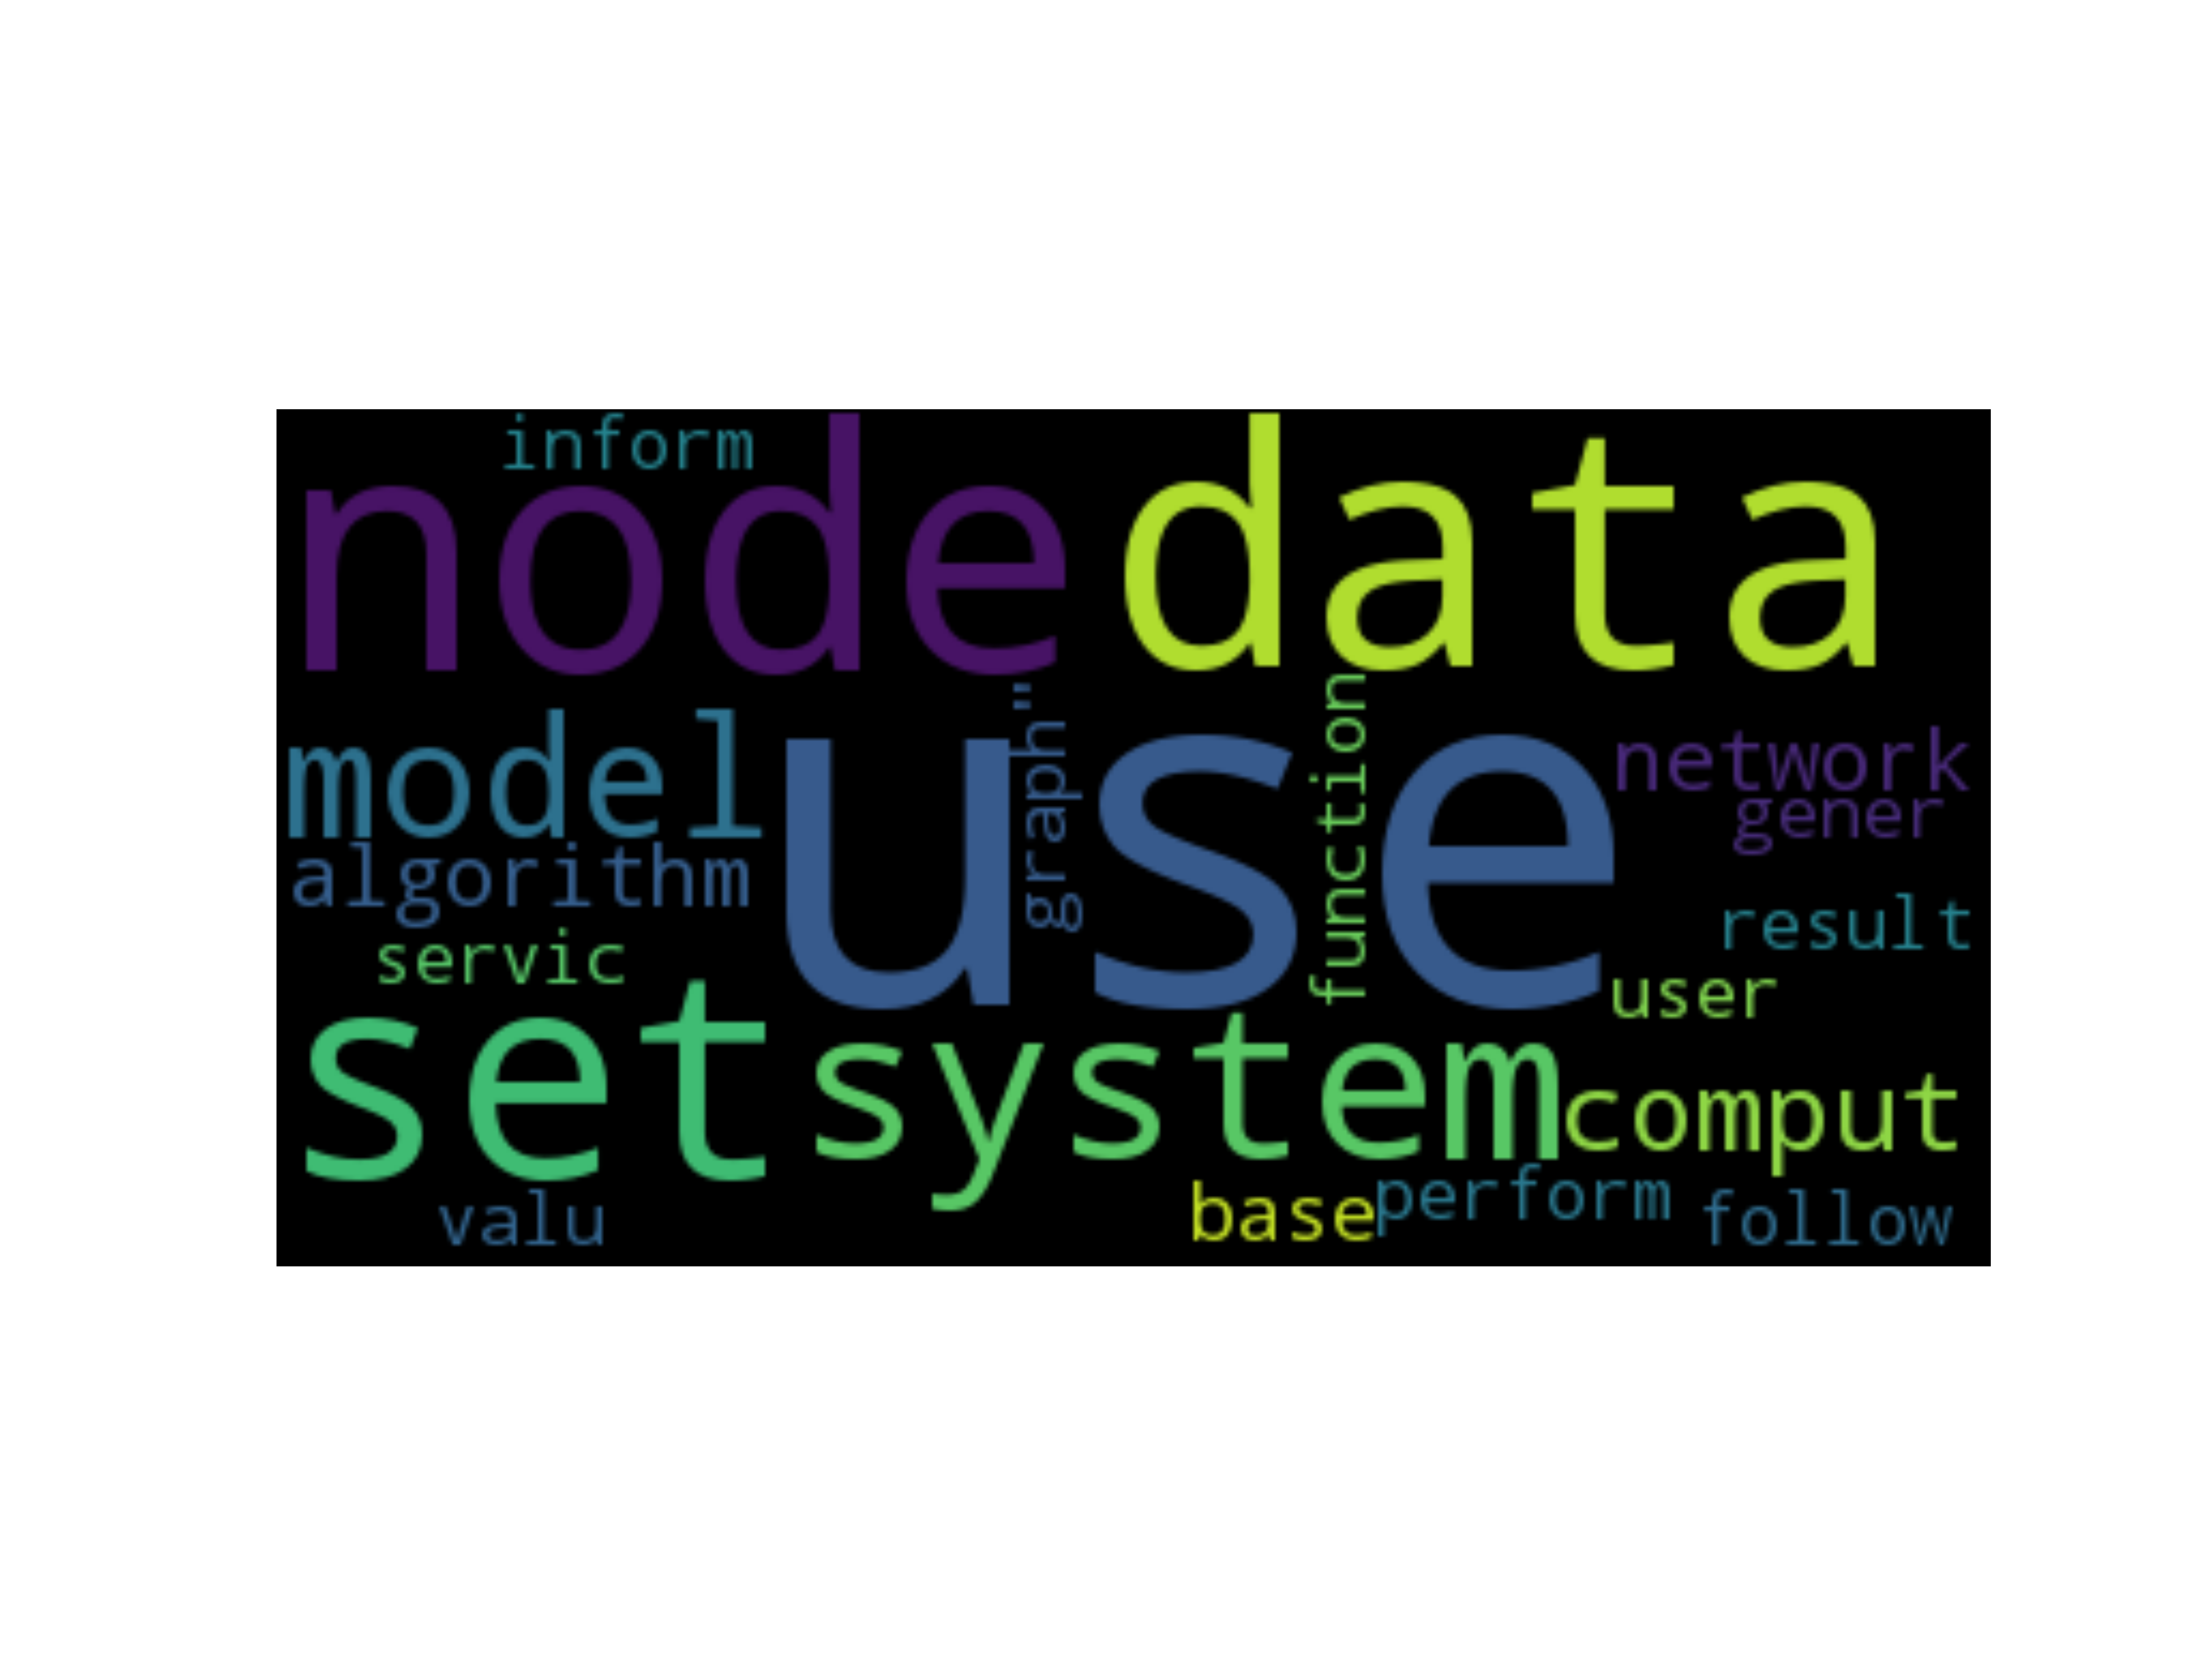 inform
node
data
model
use
graph"
function
network
gener
algorithm
result
servic
user
set
system
comput
valu
base
perform
follow